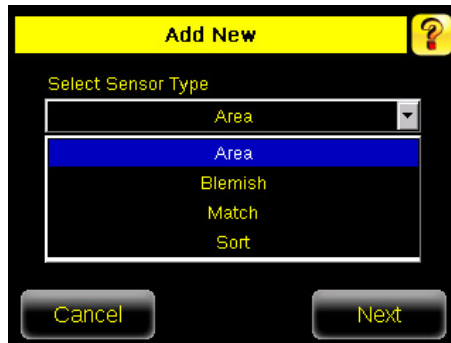 Add New
?
Select Sensor Type
Area
Area
Blemish
Match
Sort
Cancel
Next